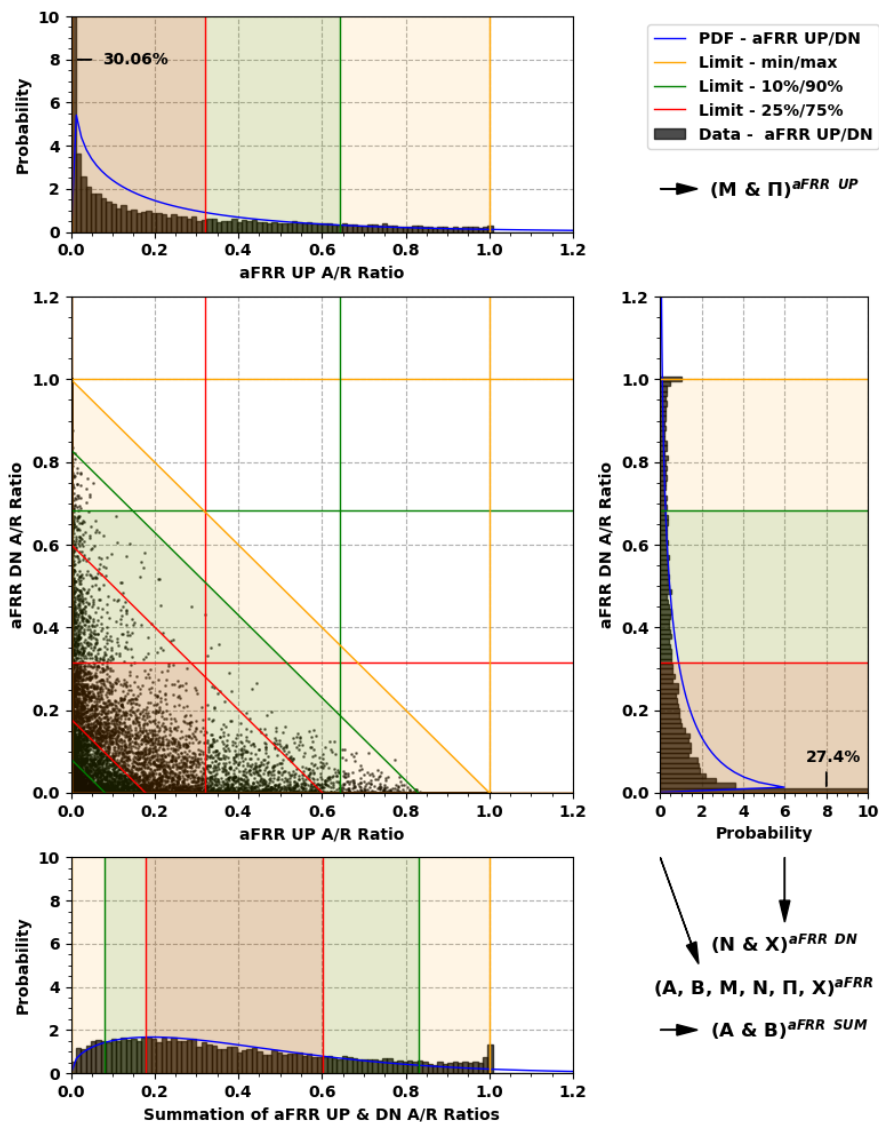 10
8
6
4
2
0
Probability
30.06%
0.0 0.2 0.4 0.6 0.8 1.0 1.2
aFRR UP A/R Ratio
PDF - aFRR UP/DN
Limit - min/max
Limit - 10%/90%
Limit - 25%/75%
Data - aFRR UP/DN
(M & Π)^aFRR UP
1.2
1.0
0.8
0.6
0.4
0.2
0.0
aFRR DN A/R Ratio
0.0 0.2 0.4 0.6 0.8 1.0 1.2
aFRR UP A/R Ratio
1.2
1.0
0.8
0.6
0.4
0.2
0.0
aFRR DN A/R Ratio
27.4%
0 2 4 6 8 10
Probability
10
8
6
4
2
0
Probability
0.0 0.2 0.4 0.6 0.8 1.0 1.2
Summation of aFRR UP & DN A/R Ratios
(N & X)^aFRR DN
(A, B, M, N, Π, X)^aFRR
(A & B)^aFRR SUM